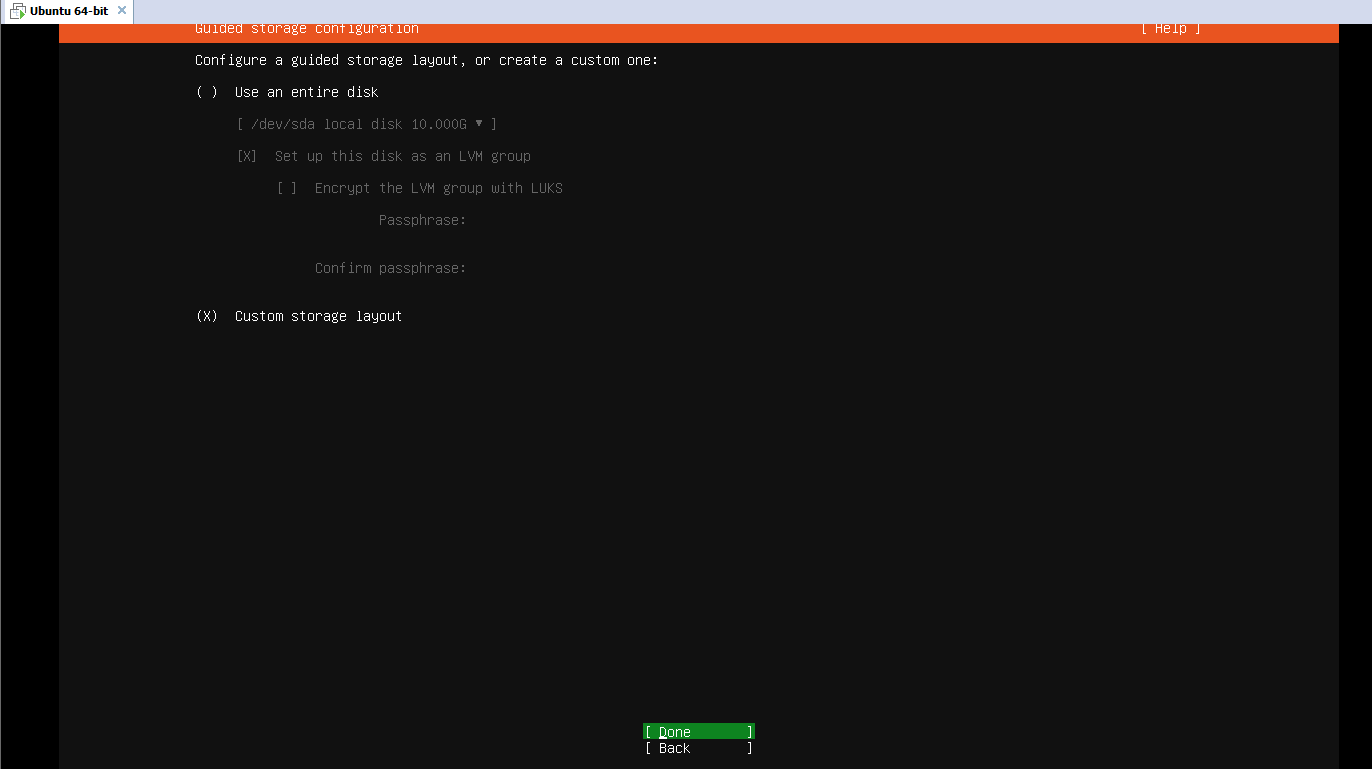 Ubuntu 64-bit
Guided storage configuration [ Help ]
Configure a guided storage layout, or create a custom one:
( ) Use an entire disk
[ /dev/sda local disk 10.000G ▾ ]
[X] Set up this disk as an LVM group
[ ] Encrypt the LVM group with LUKS
Passphrase:
Confirm passphrase:
(X) Custom storage layout
[ Done ]
[ Back ]